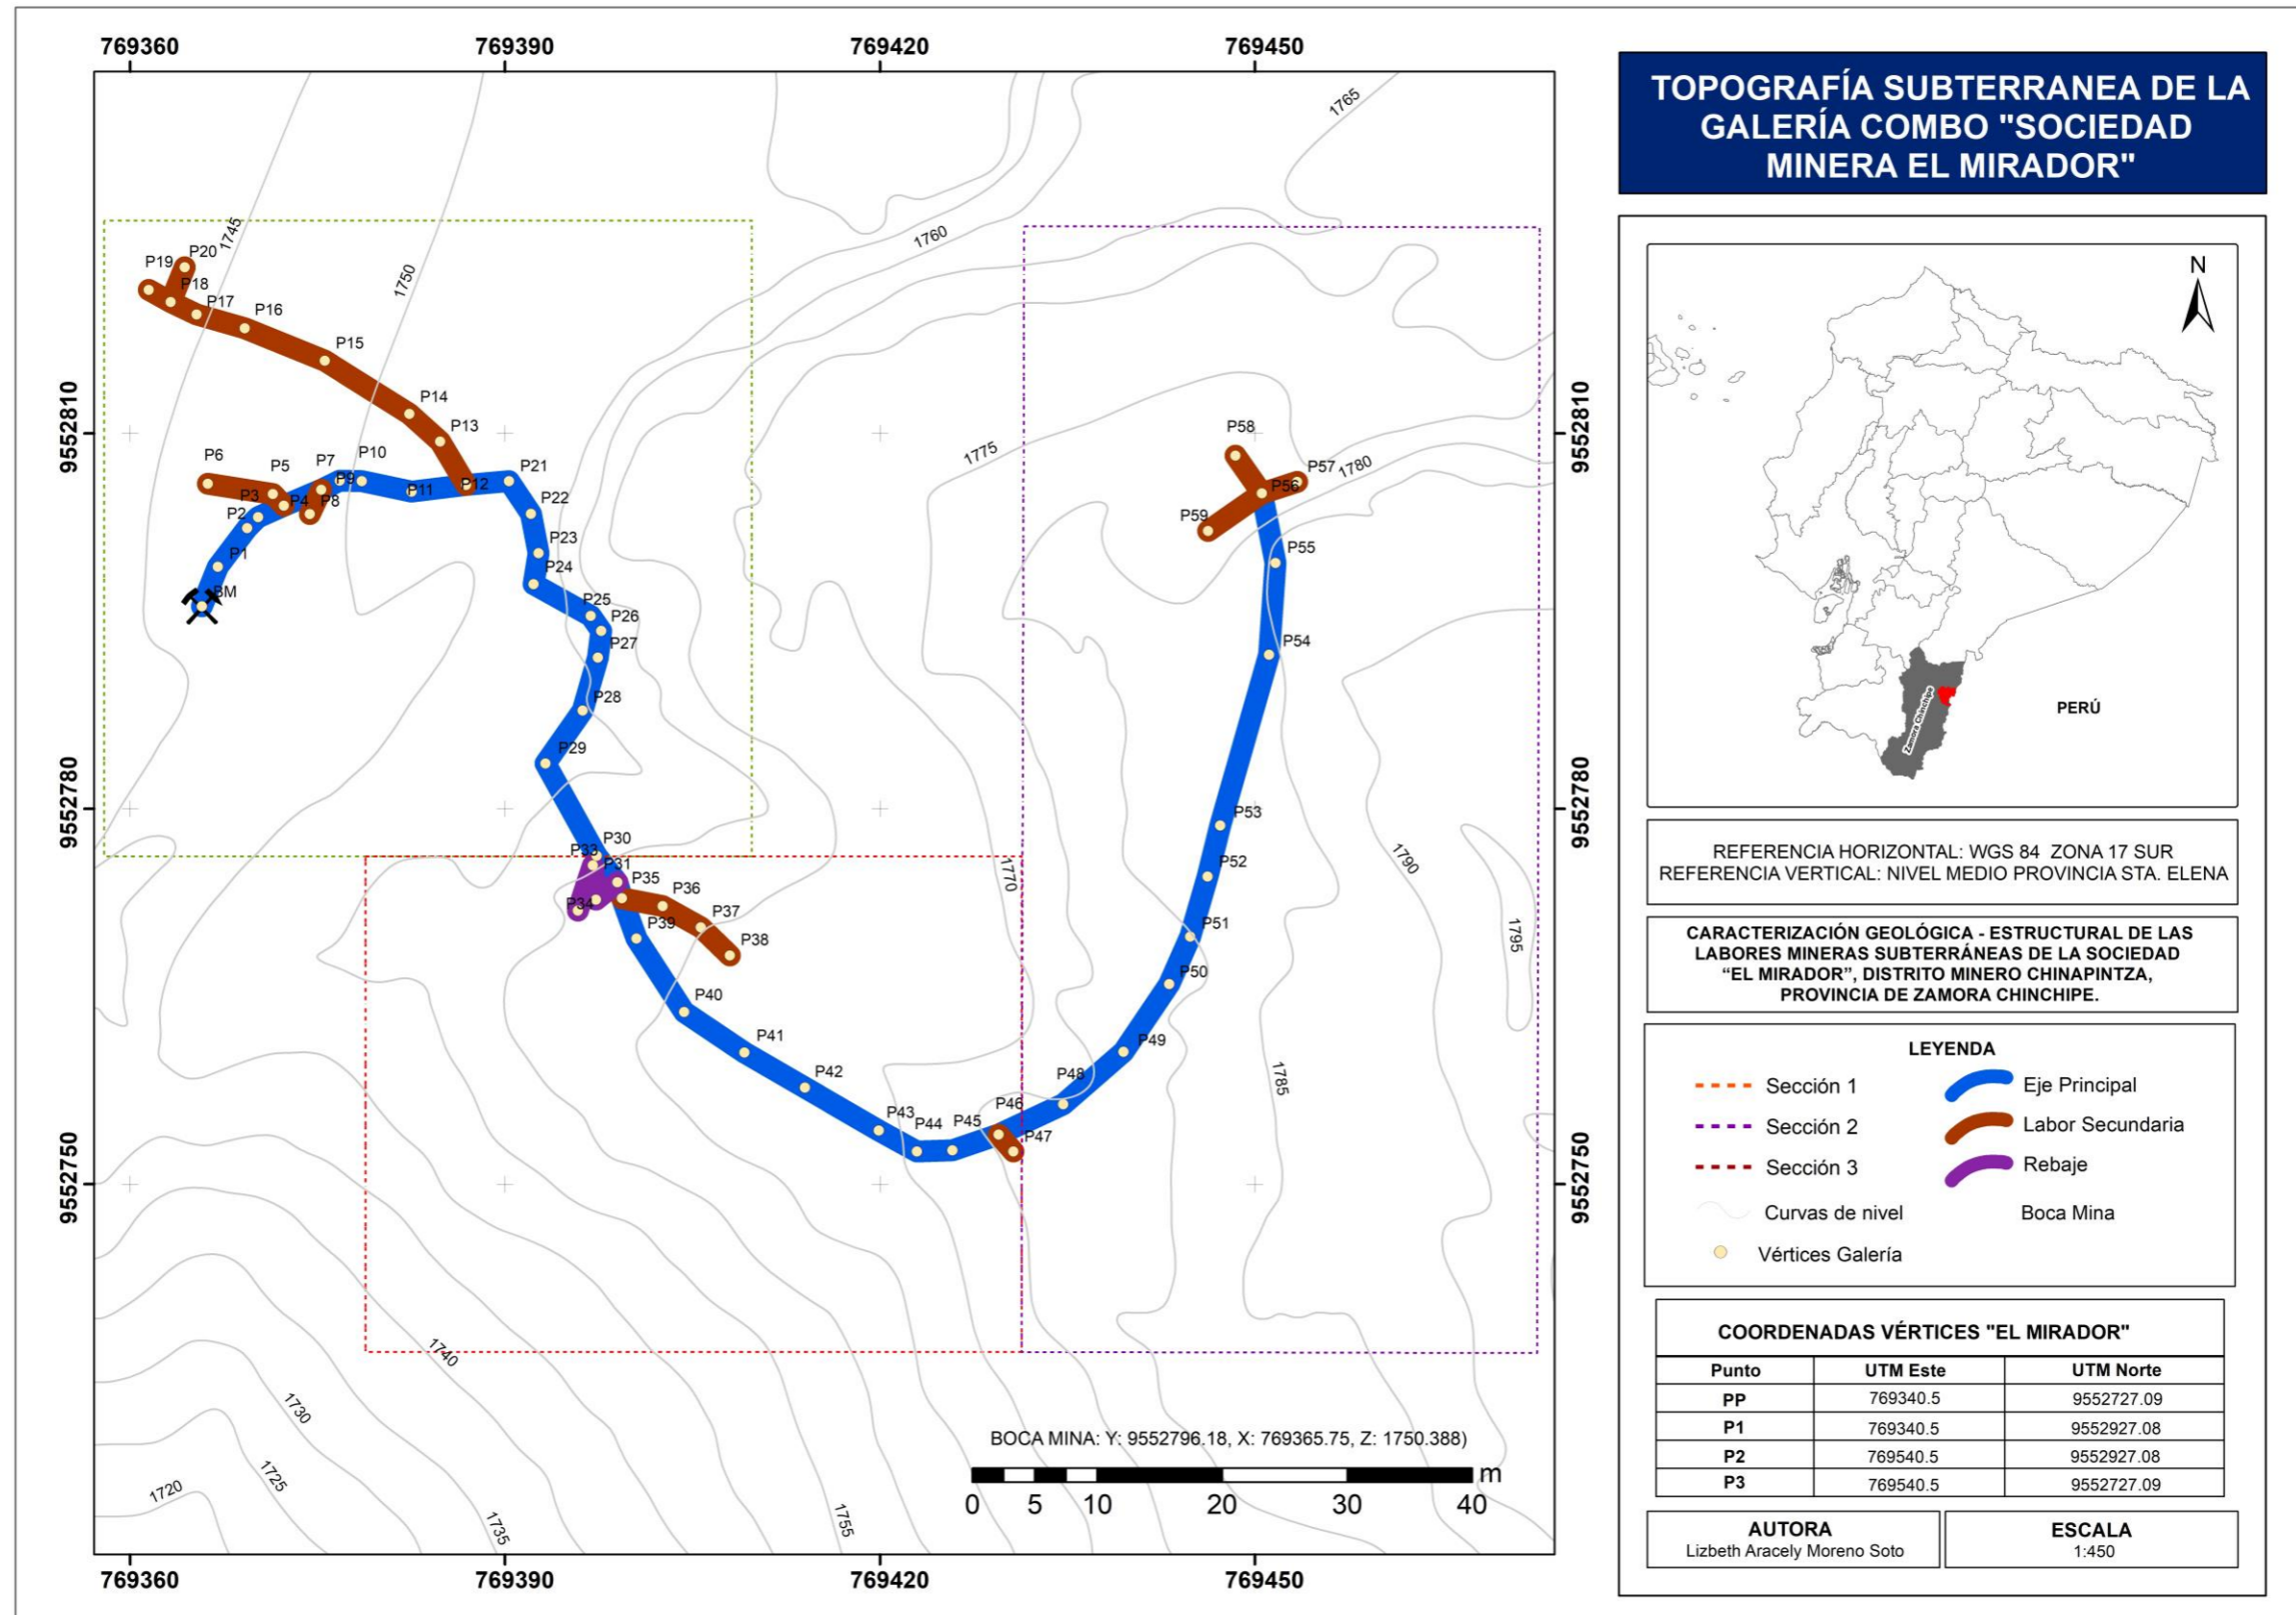 769360
769390
769420
769450
1765
1745
1760
1750
P19
P20
P18
P17
P16
P15
P14
9552810
9552810
P13
P58
1775
P6
P5
P7
P10
P57
1780
P3
P4
P9
P11
P12
P21
P56
P8
P22
P59
P2
P23
P55
P1
P24
BM
P25
P26
P27
P54
P28
P29
9552780
9552780
P53
P30
P33
P31
P52
1790
1770
P35
P36
P34
P37
P39
P38
P51
1795
P50
P40
P41
P49
P42
P48
1785
P43
P44
P45
P46
P47
9552750
9552750
1740
1730
1725
1720
1735
1755
BOCA MINA: Y: 9552796.18, X: 769365.75, Z: 1750.388)
m
0 5 10 20 30 40
769360
769390
769420
769450
TOPOGRAFÍA SUBTERRANEA DE LA
GALERÍA COMBO "SOCIEDAD
MINERA EL MIRADOR"
N
Zamora Chinchipe
PERÚ
REFERENCIA HORIZONTAL: WGS 84 ZONA 17 SUR
REFERENCIA VERTICAL: NIVEL MEDIO PROVINCIA STA. ELENA
CARACTERIZACIÓN GEOLÓGICA - ESTRUCTURAL DE LAS
LABORES MINERAS SUBTERRÁNEAS DE LA SOCIEDAD
“EL MIRADOR”, DISTRITO MINERO CHINAPINTZA,
PROVINCIA DE ZAMORA CHINCHIPE.
LEYENDA
Sección 1
Eje Principal
Sección 2
Labor Secundaria
Sección 3
Rebaje
Curvas de nivel
Boca Mina
Vértices Galería
COORDENADAS VÉRTICES "EL MIRADOR"
Punto UTM Este UTM Norte
PP 769340.5 9552727.09
P1 769340.5 9552927.08
P2 769540.5 9552927.08
P3 769540.5 9552727.09
AUTORA
Lizbeth Aracely Moreno Soto
ESCALA
1:450